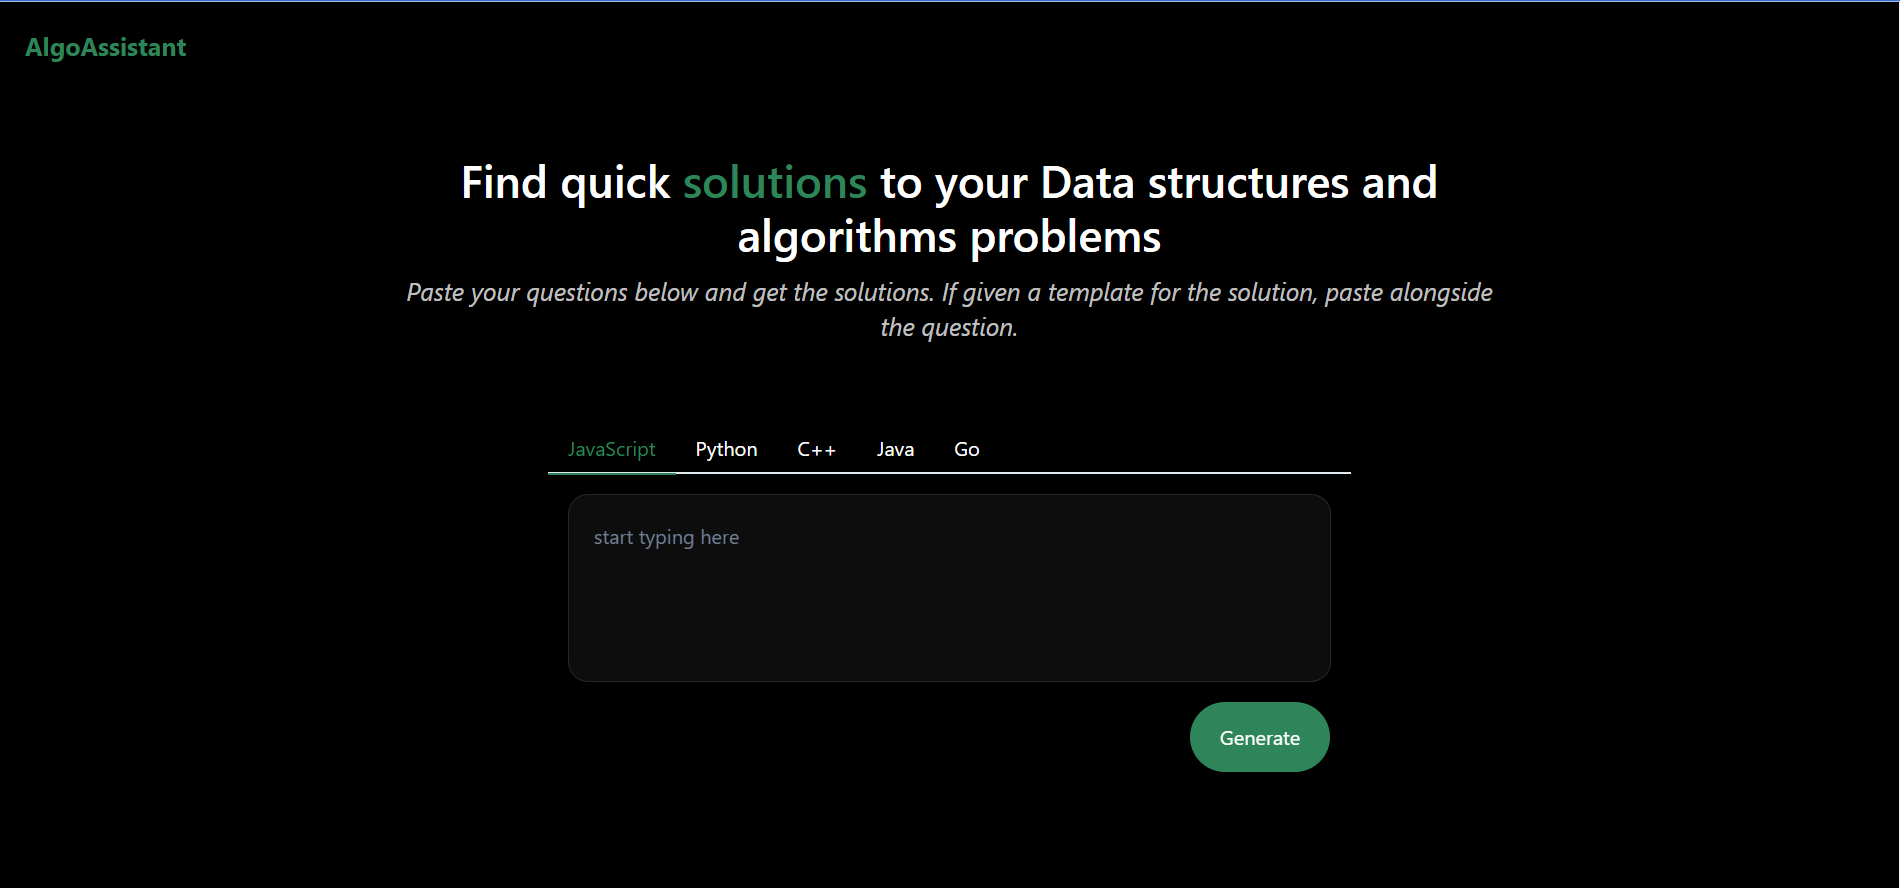 AlgoAssistant
Find quick solutions to your Data structures and
algorithms problems
Paste your questions below and get the solutions. If given a template for the solution, paste alongside
the question.
JavaScript Python C++ Java Go
start typing here
Generate